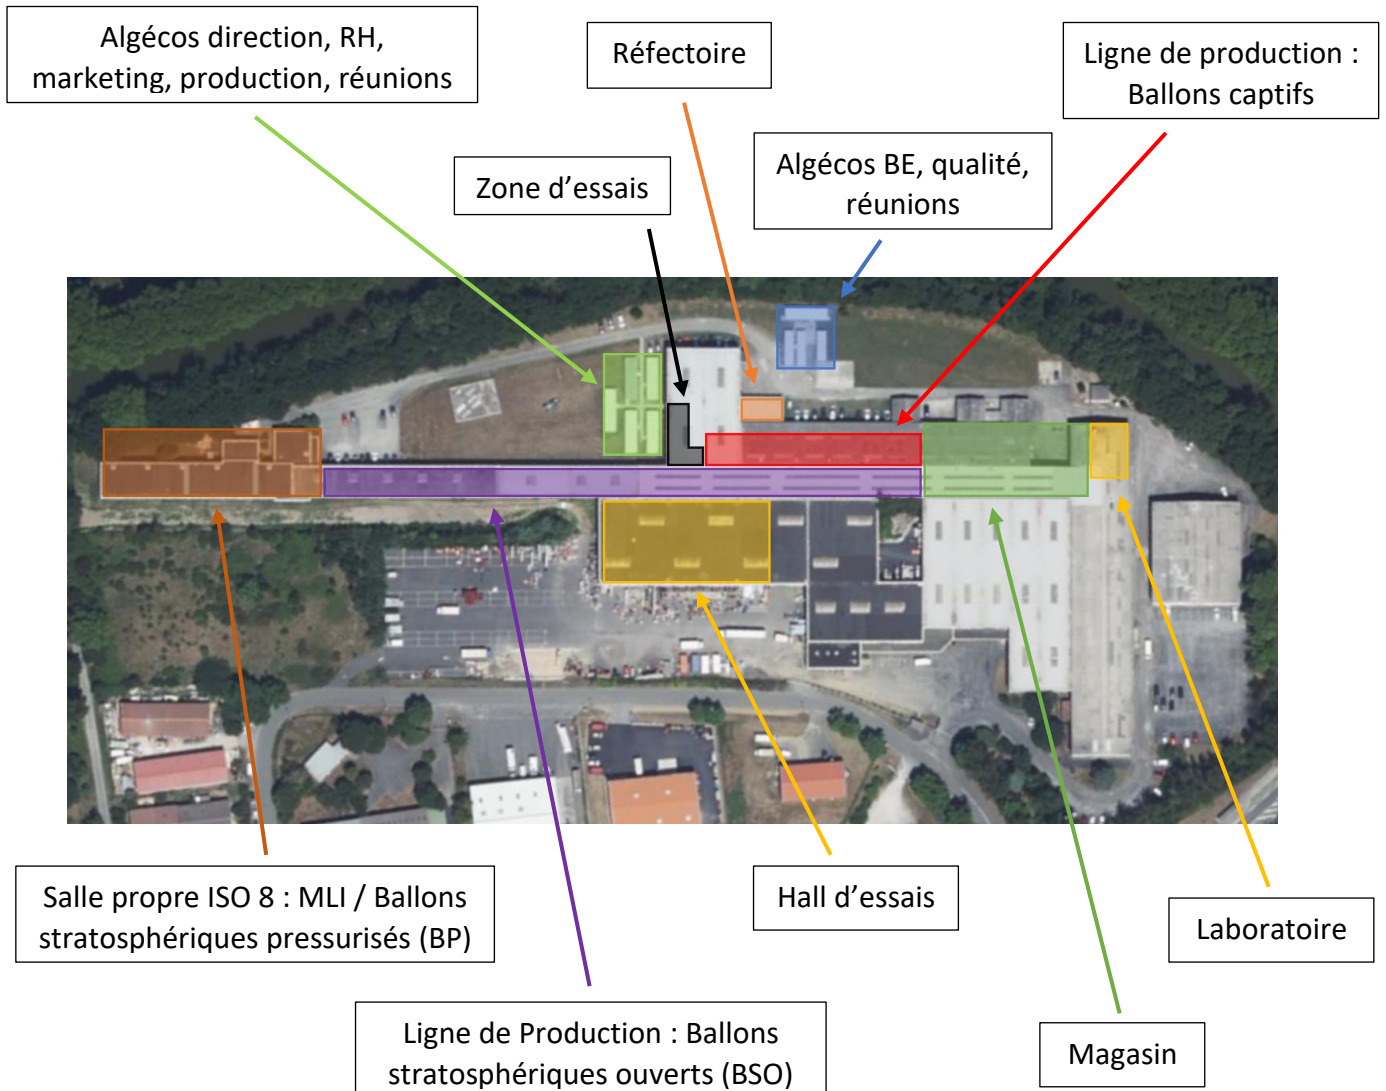 Algécos direction, RH,
marketing, production, réunions
Réfectoire
Ligne de production :
Ballons captifs
Zone d’essais
Algécos BE, qualité,
réunions
Salle propre ISO 8 : MLI / Ballons
stratosphériques pressurisés (BP)
Hall d’essais
Laboratoire
Ligne de Production : Ballons
stratosphériques ouverts (BSO)
Magasin